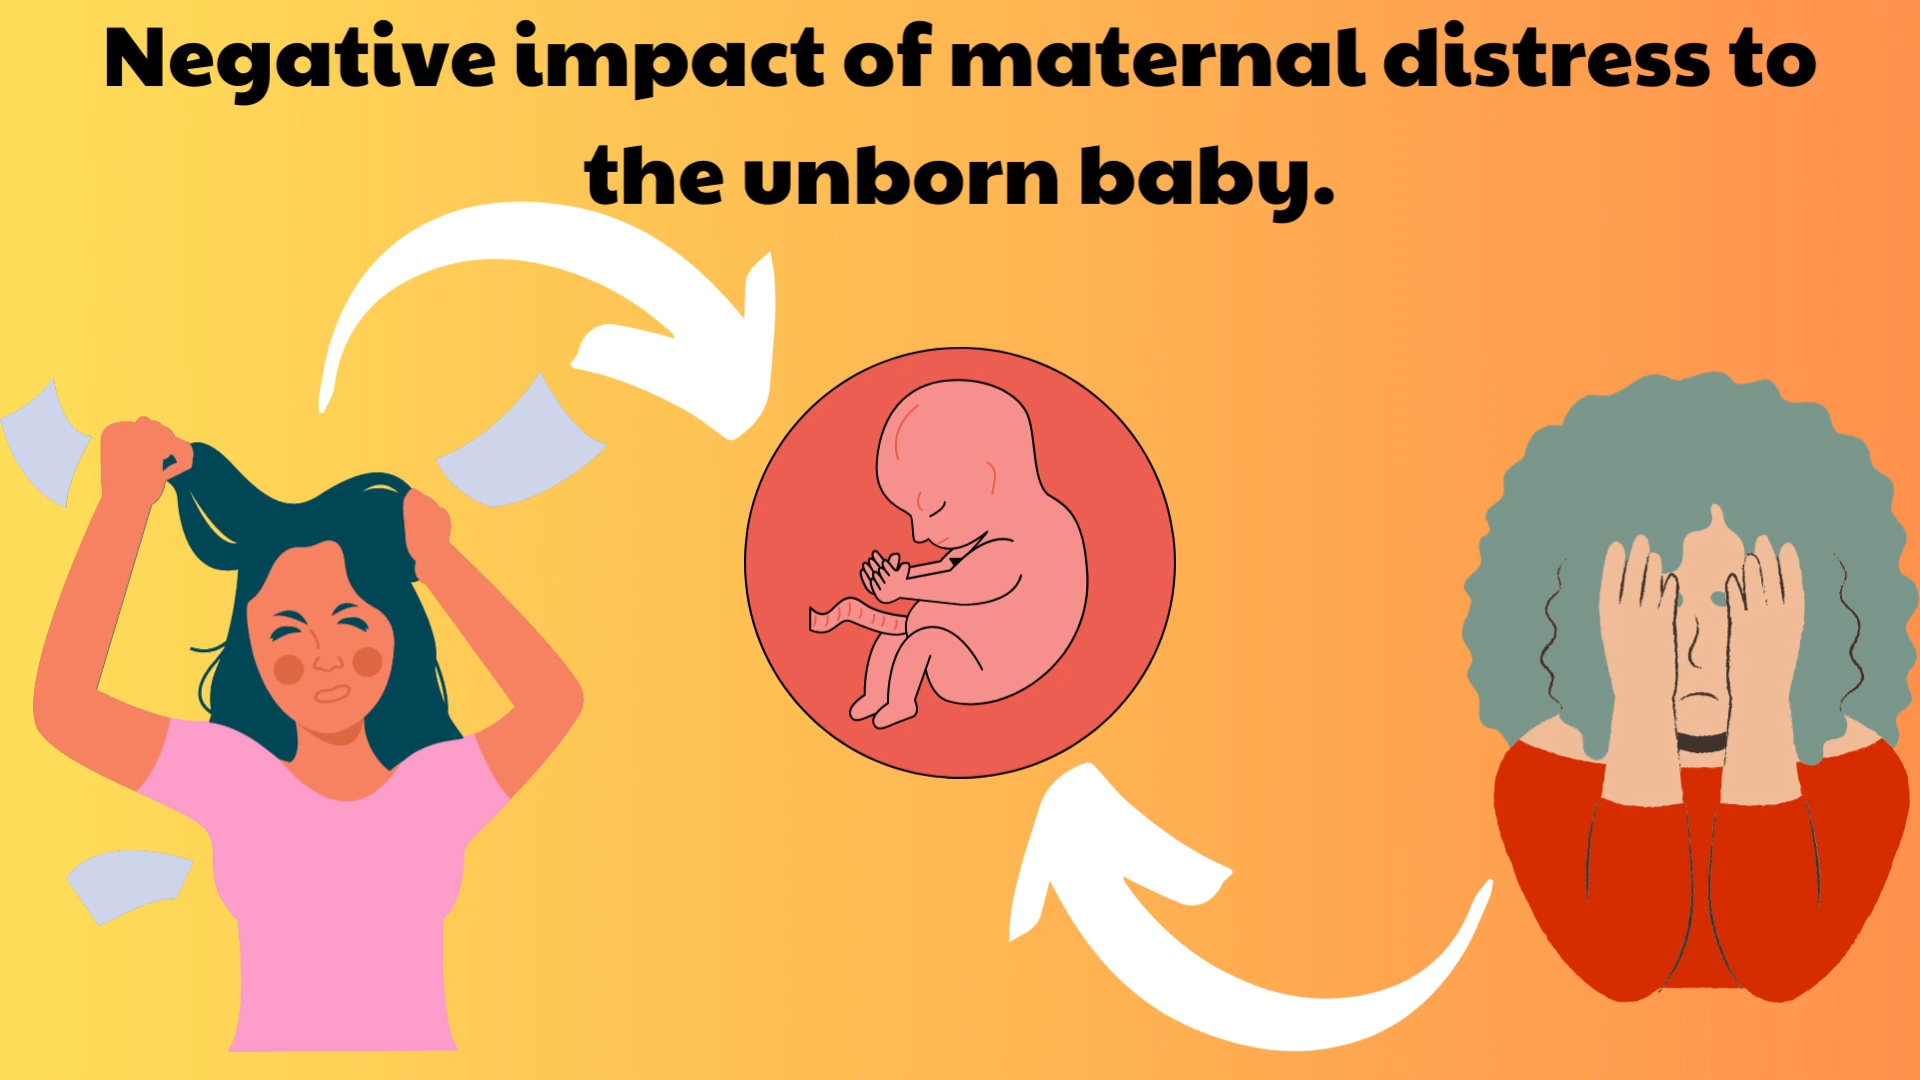 Negative impact of maternal distress to
the unborn baby.